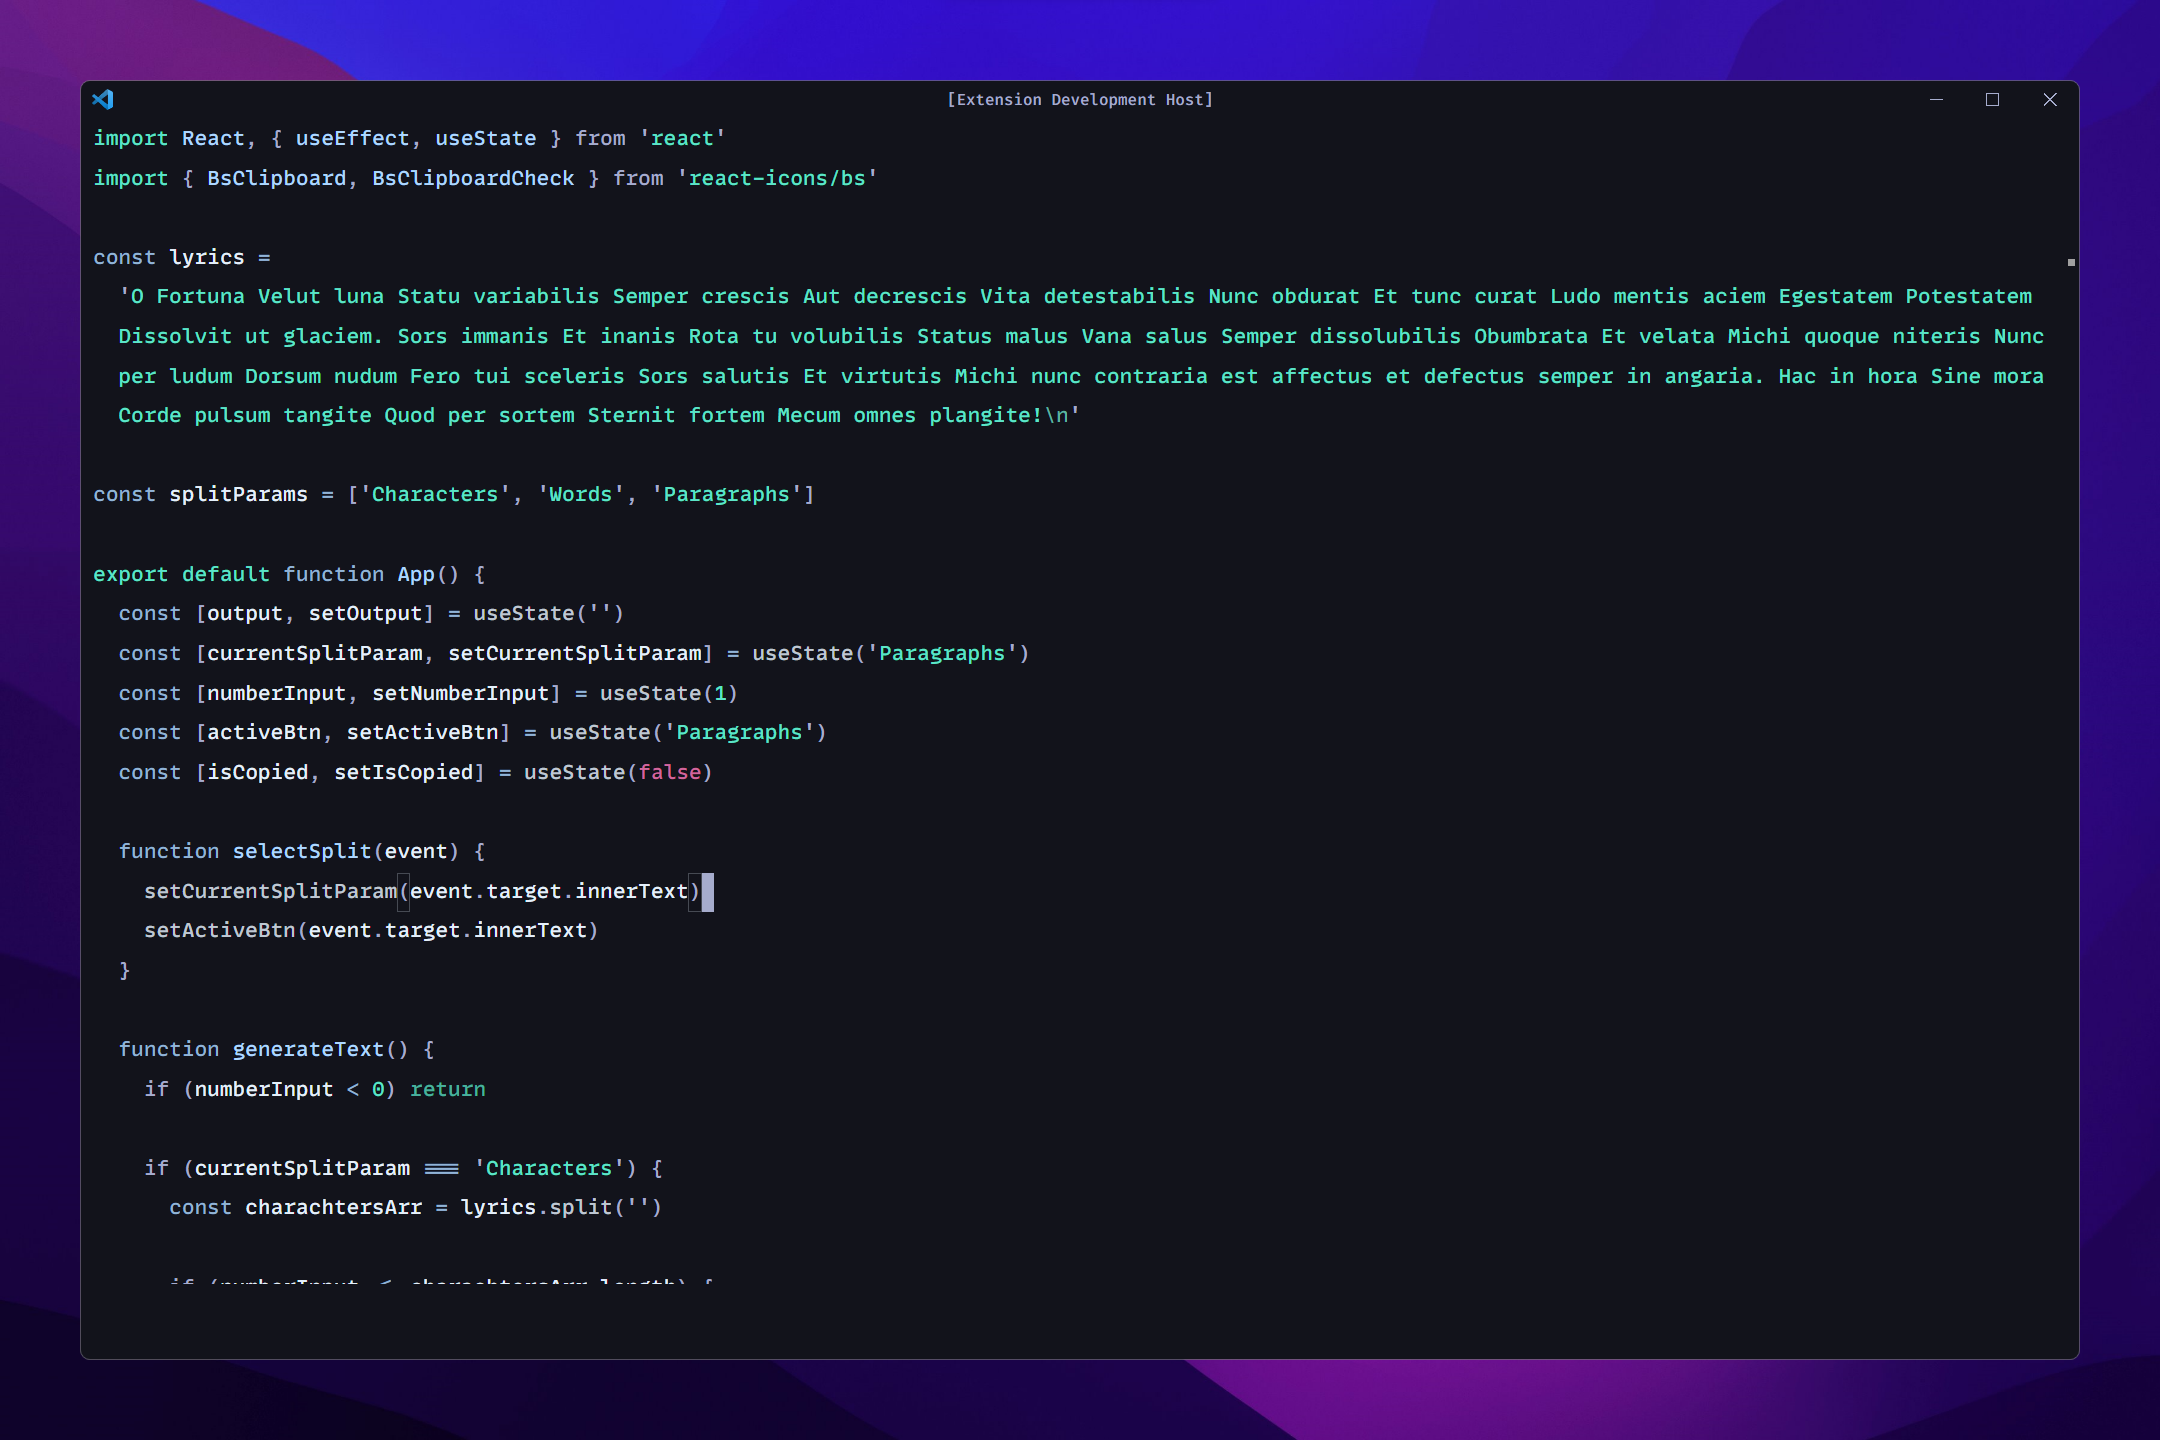 [Extension Development Host]
import React, { useEffect, useState } from 'react'
import { BsClipboard, BsClipboardCheck } from 'react-icons/bs'
const lyrics =
'O Fortuna Velut luna Statu variabilis Semper crescis Aut decrescis Vita detestabilis Nunc obdurat Et tunc curat Ludo mentis aciem Egestatem Potestatem
Dissolvit ut glaciem. Sors immanis Et inanis Rota tu volubilis Status malus Vana salus Semper dissolubilis Obumbrata Et velata Michi quoque niteris Nunc
per ludum Dorsum nudum Fero tui sceleris Sors salutis Et virtutis Michi nunc contraria est affectus et defectus semper in angaria. Hac in hora Sine mora
Corde pulsum tangite Quod per sortem Sternit fortem Mecum omnes plangite!\n'
const splitParams = ['Characters', 'Words', 'Paragraphs']
export default function App() {
const [output, setOutput] = useState('')
const [currentSplitParam, setCurrentSplitParam] = useState('Paragraphs')
const [numberInput, setNumberInput] = useState(1)
const [activeBtn, setActiveBtn] = useState('Paragraphs')
const [isCopied, setIsCopied] = useState(false)
function selectSplit(event) {
setCurrentSplitParam(event.target.innerText)
setActiveBtn(event.target.innerText)
}
function generateText() {
if (numberInput < 0) return
if (currentSplitParam === 'Characters') {
const charachtersArr = lyrics.split('')
if (numberInput charachtersArr.length) {